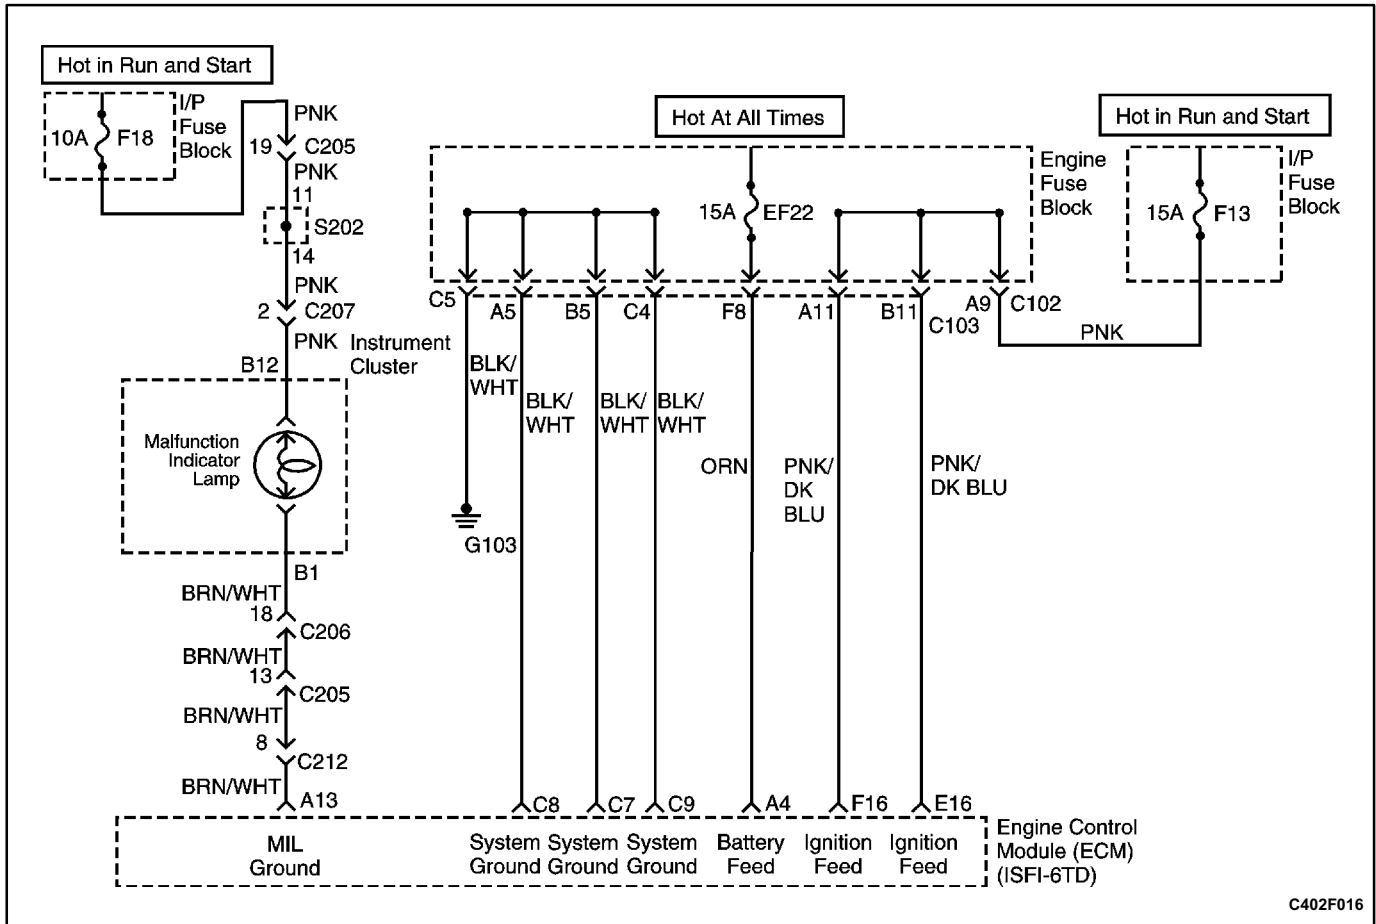 Hot in Run and Start
10A
F18
I/P
Fuse
Block
PNK
19
C205
PNK
11
S202
14
PNK
2
C207
PNK
B12
Instrument
Cluster
Malfunction
Indicator
Lamp
B1
BRN/WHT
18
C206
BRN/WHT
13
C205
BRN/WHT
8
C212
BRN/WHT
A13
Hot At All Times
Engine
Fuse
Block
15A
EF22
C5
A5
B5
C4
F8
A11
B11
C103
A9
C102
Hot in Run and Start
15A
F13
I/P
Fuse
Block
PNK
BLK/
WHT
BLK/
WHT
BLK/
WHT
BLK/
WHT
ORN
PNK/
DK
BLU
PNK/
DK BLU
G103
C8
C7
C9
A4
F16
E16
MIL
Ground
System
Ground
System
Ground
System
Ground
Battery
Feed
Ignition
Feed
Ignition
Feed
Engine Control
Module (ECM)
(ISFI-6TD)
C402F016